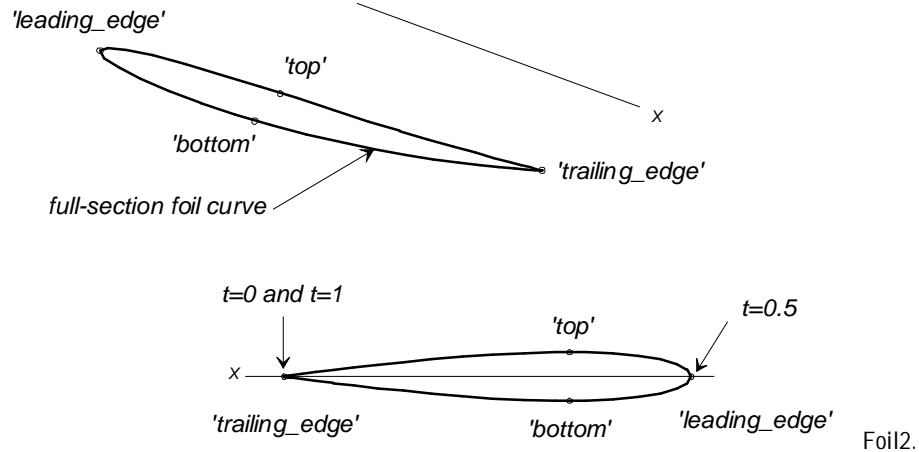 'leading_edge'
'top'
x
'bottom'
'trailing_edge'
full-section foil curve
t=0 and t=1
t=0.5
'top'
x
'trailing_edge'
'bottom'
'leading_edge'
Foil2.